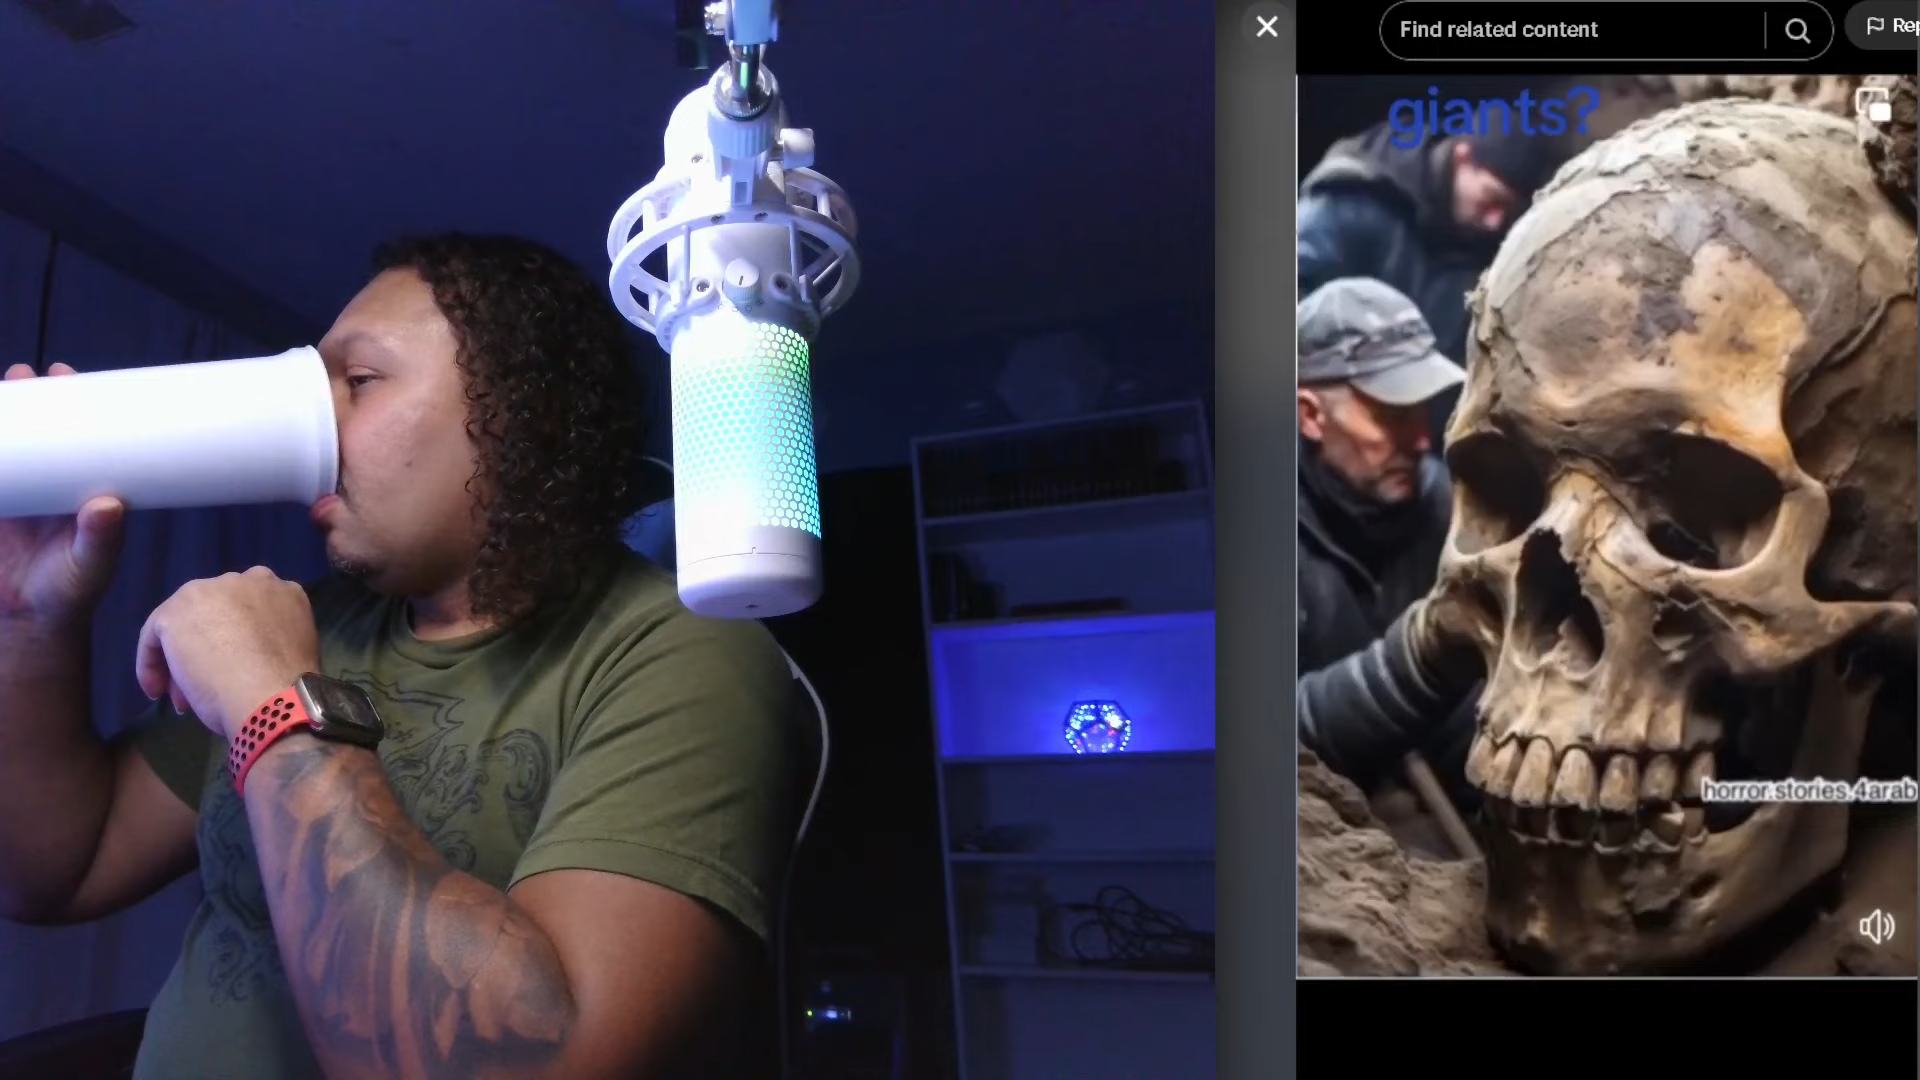 Find related content
Rep
giants?
horror.stories.4arab